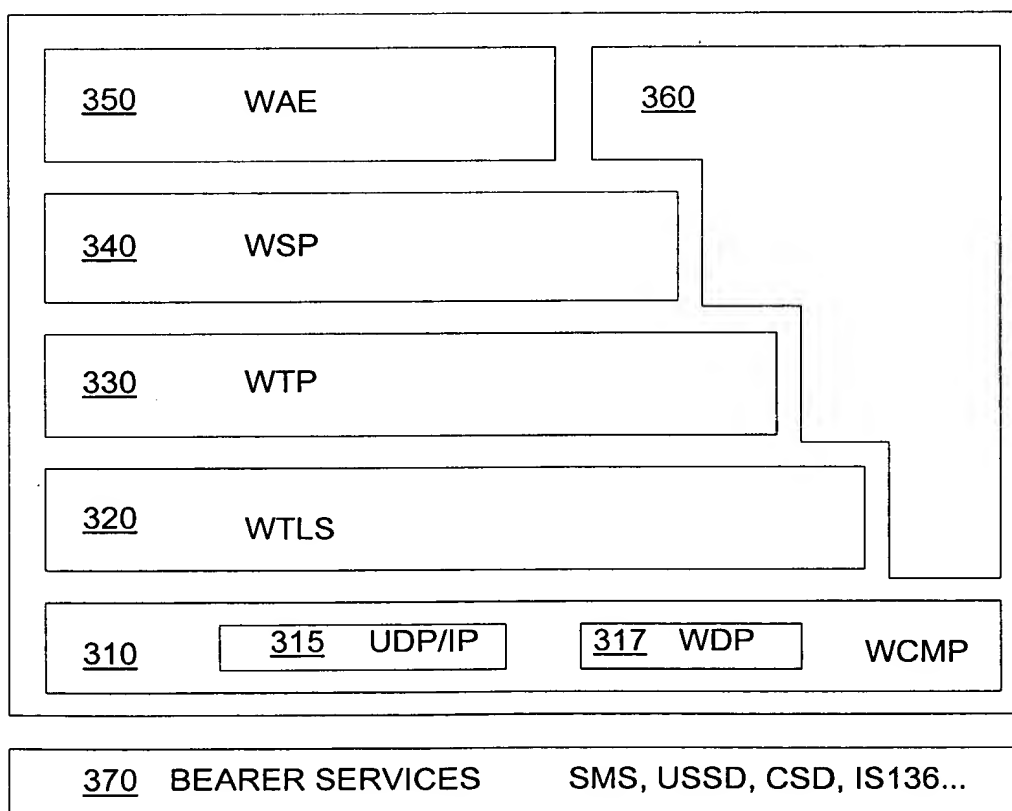 350 WAE
360
340 WSP
330 WTP
320 WTLS
310 315 UDP/IP 317 WDP WCMP
370 BEARER SERVICES SMS, USSD, CSD, IS136...